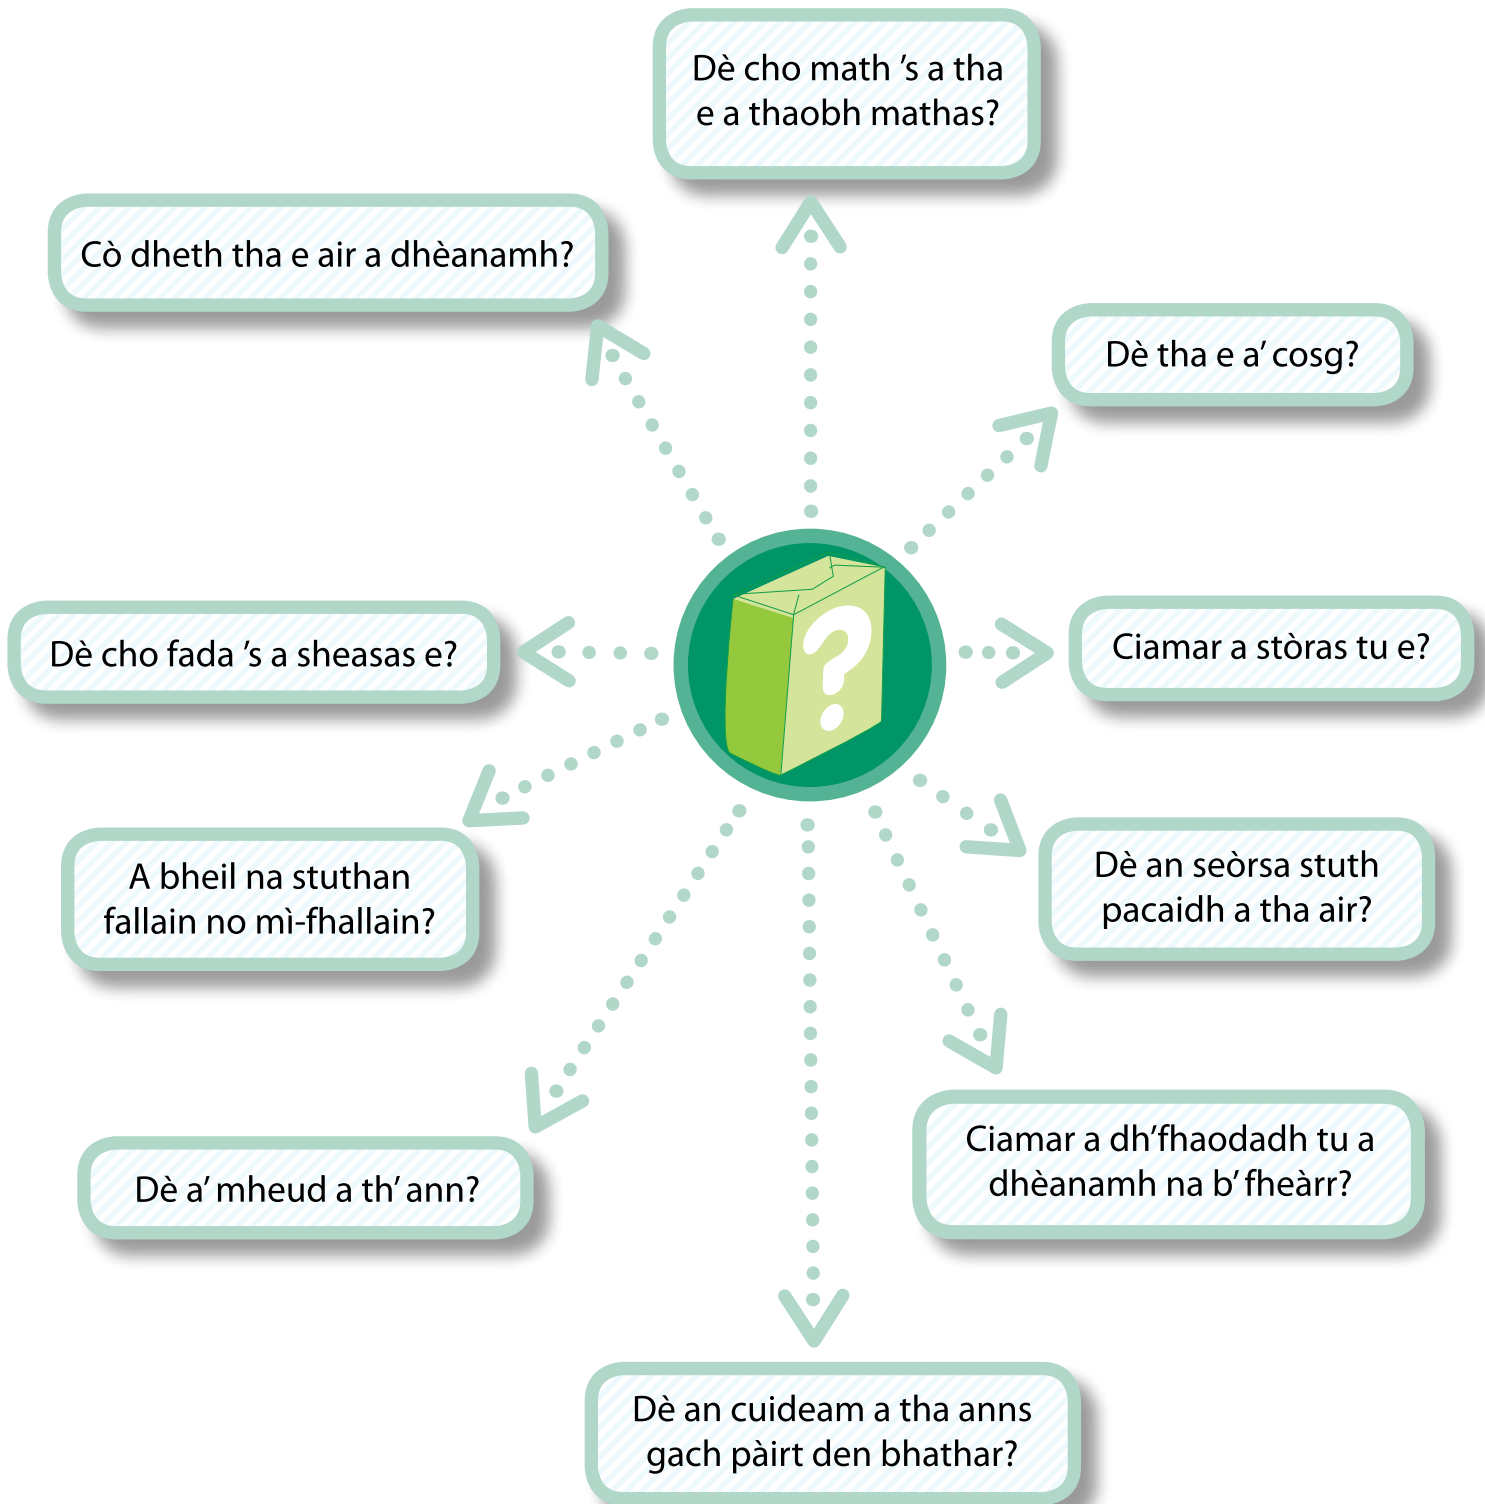 Dè cho math ’s a tha
e a thaobh mathas?
Cò dheth tha e air a dhèanamh?
Dè tha e a’ cosg?
Dè cho fada ’s a sheasas e?
Ciamar a stòras tu e?
A bheil na stuthan
fallain no mì-fhallain?
Dè an seòrsa stuth
pacaidh a tha air?
Dè a’ mheud a th’ ann?
Ciamar a dh’fhaodadh tu a
dhèanamh na b’ fheàrr?
Dè an cuideam a tha anns
gach pàirt den bhathar?
?